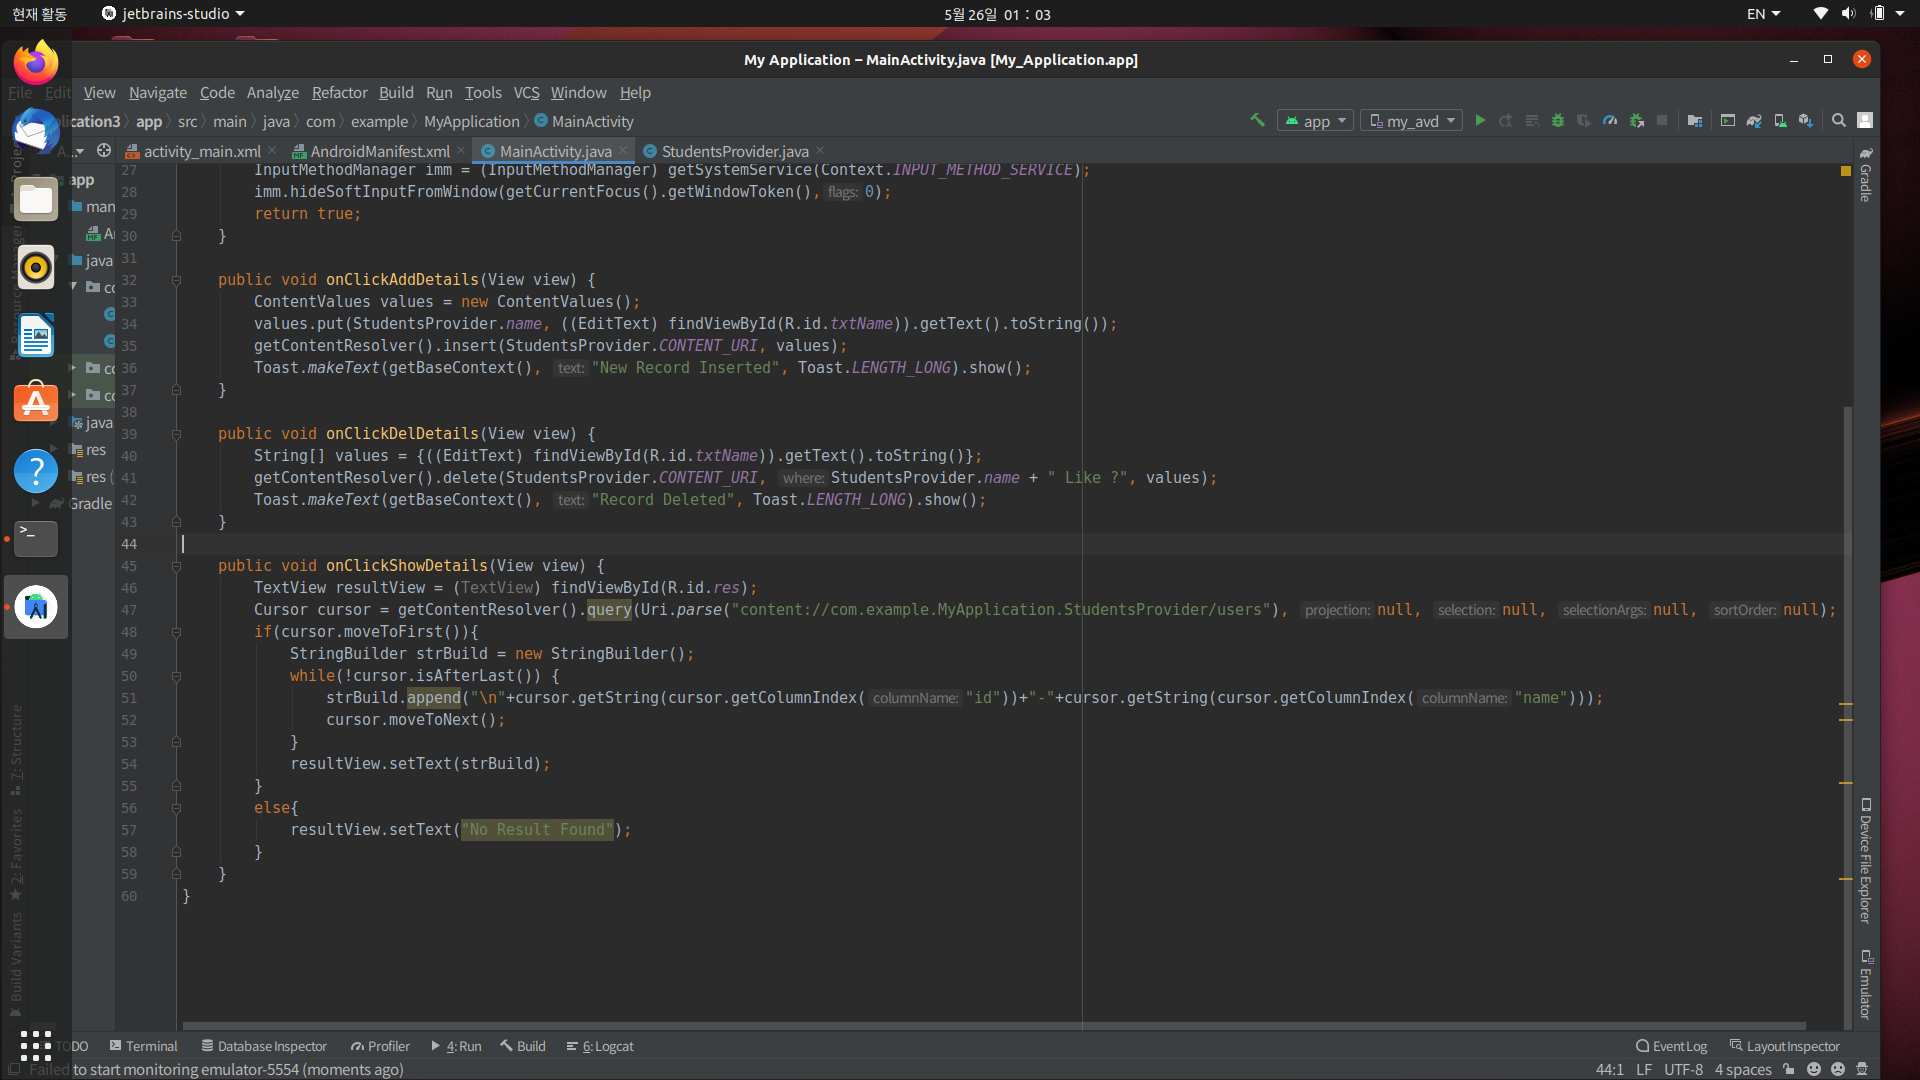 현재 활동
jetbrains-studio
5월 26일 01 : 03
EN
My Application – MainActivity.java [My_Application.app]
File Edit View Navigate Code Analyze Refactor Build Run Tools VCS Window Help
lication3 app src main java com example MyApplication MainActivity
app my_avd
A...
activity_main.xml AndroidManifest.xml MainActivity.java StudentsProvider.java
app
man
java
java
res
res (
Gradle
27 InputMethodManager imm = (InputMethodManager) getSystemService(Context.INPUT_METHOD_SERVICE);
28 imm.hideSoftInputFromWindow(getCurrentFocus().getWindowToken(), flags: 0);
29 return true;
30 }
31
32 public void onClickAddDetails(View view) {
33 ContentValues values = new ContentValues();
34 values.put(StudentsProvider.name, ((EditText) findViewById(R.id.txtName)).getText().toString());
35 getContentResolver().insert(StudentsProvider.CONTENT_URI, values);
36 Toast.makeText(getBaseContext(), text: "New Record Inserted", Toast.LENGTH_LONG).show();
37 }
38
39 public void onClickDelDetails(View view) {
40 String[] values = {((EditText) findViewById(R.id.txtName)).getText().toString()};
41 getContentResolver().delete(StudentsProvider.CONTENT_URI, where: StudentsProvider.name + " Like ?", values);
42 Toast.makeText(getBaseContext(), text: "Record Deleted", Toast.LENGTH_LONG).show();
43 }
44
45 public void onClickShowDetails(View view) {
46 TextView resultView = (TextView) findViewById(R.id.res);
47 Cursor cursor = getContentResolver().query(Uri.parse("content://com.example.MyApplication.StudentsProvider/users"), projection: null, selection: null, selectionArgs: null, sortOrder: null);
48 if(cursor.moveToFirst()){
49 StringBuilder strBuild = new StringBuilder();
50 while(!cursor.isAfterLast()) {
51 strBuild.append("\n"+cursor.getString(cursor.getColumnIndex( columnName: "id"))+"-"+cursor.getString(cursor.getColumnIndex( columnName: "name")));
52 cursor.moveToNext();
53 }
54 resultView.setText(strBuild);
55 }
56 else{
57 resultView.setText("No Result Found");
58 }
59 }
60 }
7: Structure
2: Favorites
Build Variants
Gradle
Device File Explorer
Emulator
TODO Terminal Database Inspector Profiler 4: Run Build 6: Logcat Event Log Layout Inspector
Failed to start monitoring emulator-5554 (moments ago) 44:1 LF UTF-8 4 spaces